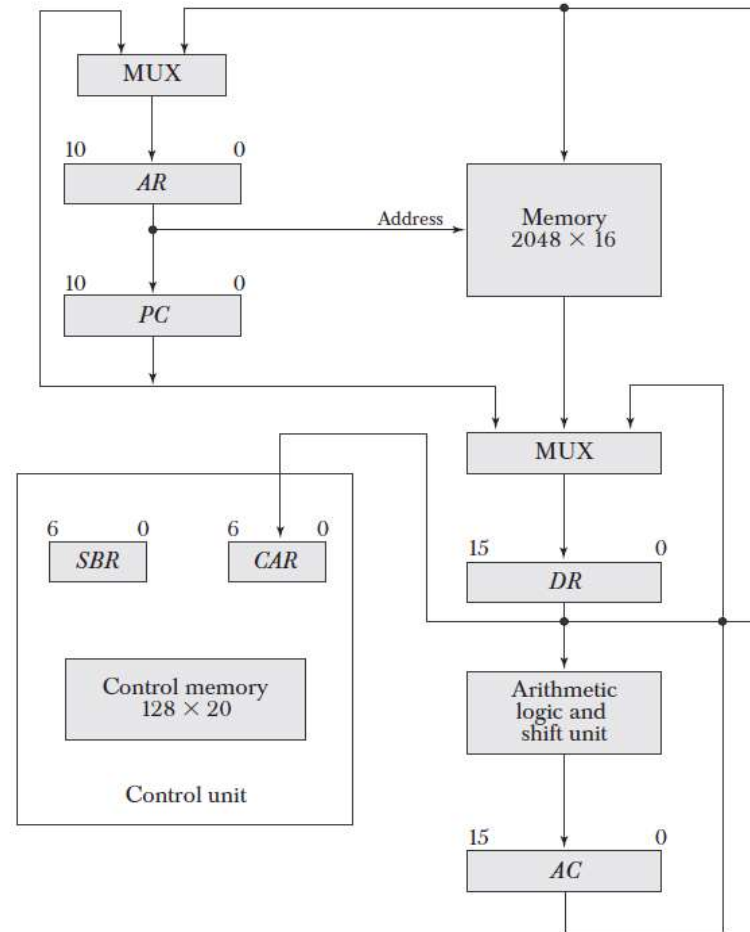 MUX
10 0
AR
Address
Memory
2048 × 16
10 0
PC
MUX
6 0
SBR
6 0
CAR
15 0
DR
Control memory
128 × 20
Arithmetic
logic and
shift unit
Control unit
15 0
AC